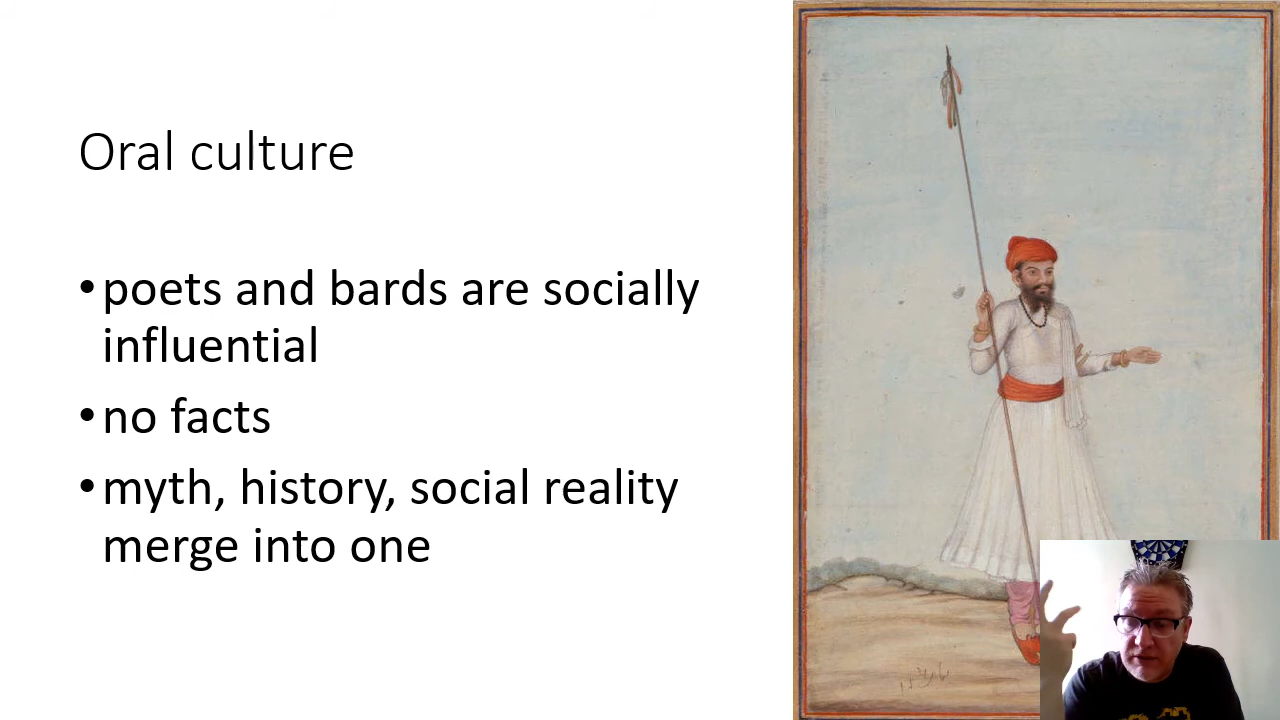 Oral culture
•poets and bards are socially
influential
•no facts
•myth, history, social reality
merge into one